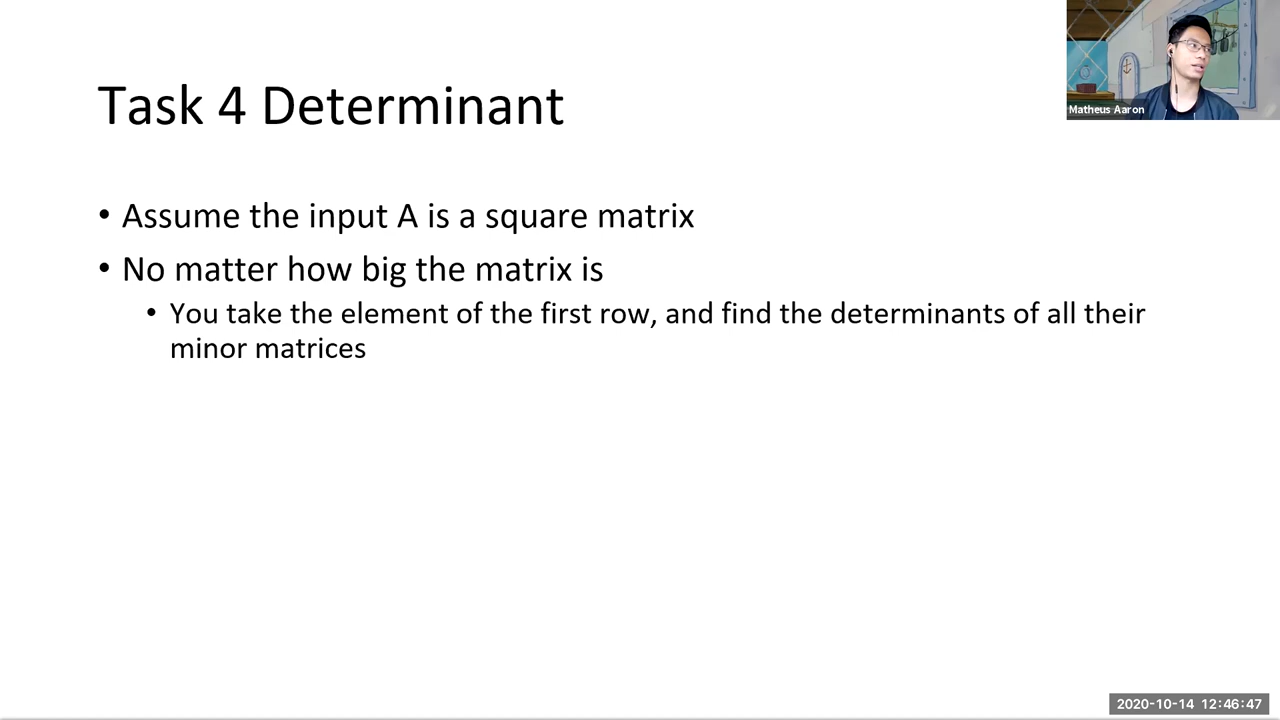 Task 4 Determinant
Matheus Aaron
• Assume the input A is a square matrix
• No matter how big the matrix is
• You take the element of the first row, and find the determinants of all their
minor matrices
2020-10-14 12:46:47